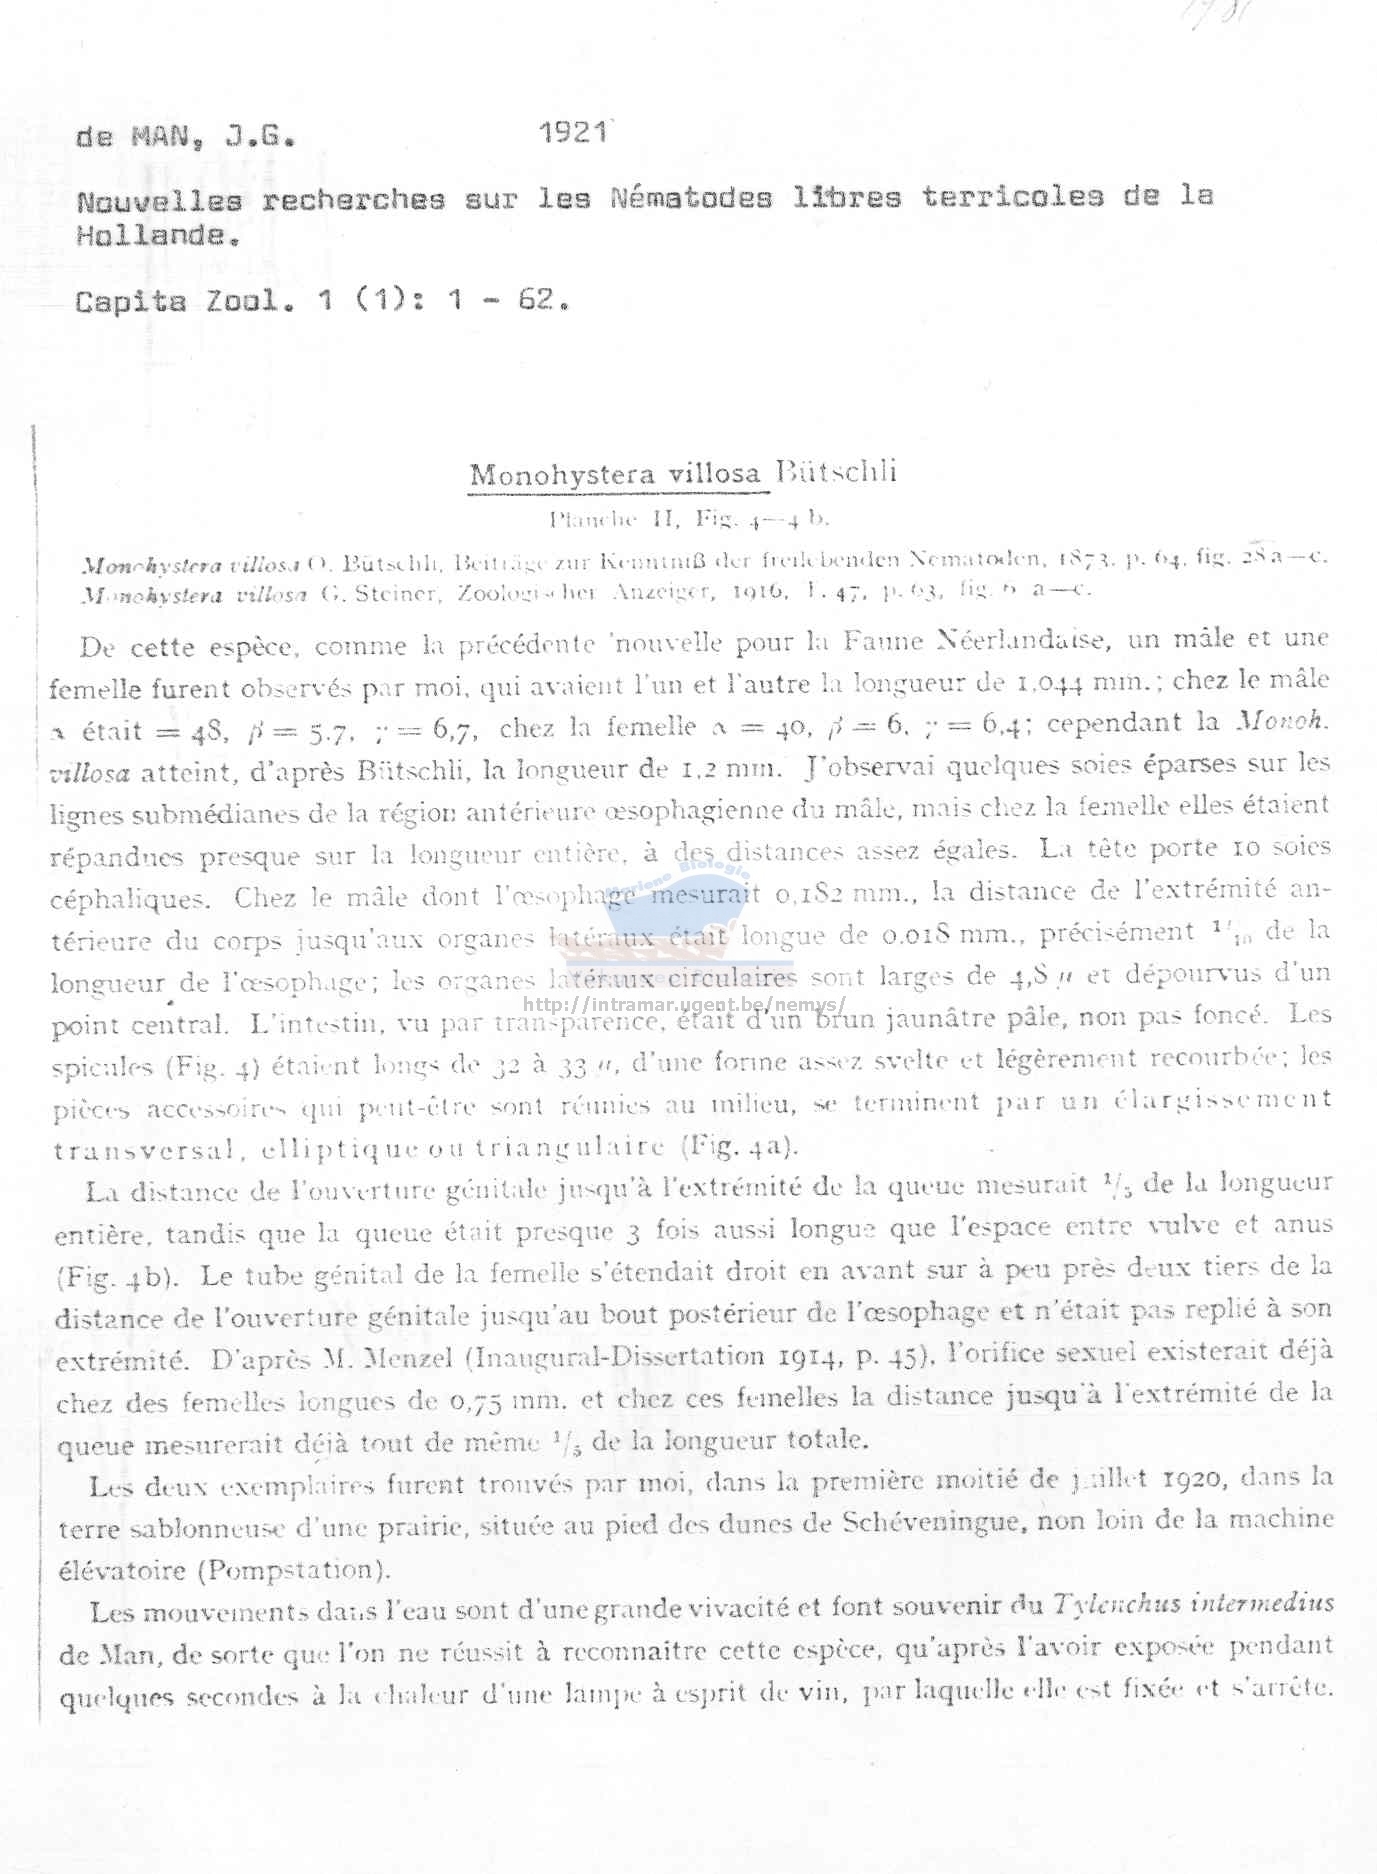 de MAN, J.G. 1921
Nouvelles recherches sur les Nématodes libres terricoles de la
Hollande.
Capita Zool. 1 (1): 1 - 62.
Monohystera villosa Bütschli
Planche II, Fig. 4—4 b.
Monohystera villosa O. Bütschli, Beiträge zur Kenntniß der freilebenden Nematoden, 1873, p. 64, fig. 28 a—c.
Monohystera villosa G. Steiner, Zoologischer Anzeiger, 1916, T. 47, p. 63, fig. 6 a—c.
De cette espèce, comme la précédente nouvelle pour la Faune Néerlandaise, un mâle et une
femelle furent observés par moi, qui avaient l'un et l'autre la longueur de 1,044 mm.; chez le mâle
α était = 48, β = 5.7, γ = 6,7, chez la femelle α = 40, β = 6, γ = 6,4; cependant la Monoh.
villosa atteint, d'après Bütschli, la longueur de 1,2 mm. J'observai quelques soies éparses sur les
lignes submédianes de la région antérieure œsophagienne du mâle, mais chez la femelle elles étaient
répandues presque sur la longueur entière, à des distances assez égales. La tête porte 10 soies
céphaliques. Chez le mâle dont l'œsophage mesurait 0,182 mm., la distance de l'extrémité an-
térieure du corps jusqu'aux organes latéraux était longue de 0.018 mm., précisément 1/10 de la
longueur de l'œsophage; les organes latéraux circulaires sont larges de 4,8 μ et dépourvus d'un
http://intramar.ugent.be/nemys/
point central. L'intestin, vu par transparence, était d'un brun jaunâtre pâle, non pas foncé. Les
spicules (Fig. 4) étaient longs de 32 à 33 μ, d'une forme assez svelte et légèrement recourbée; les
pièces accessoires qui peut-être sont réunies au milieu, se terminent par un élargissement
transversal, elliptique ou triangulaire (Fig. 4a).
La distance de l'ouverture génitale jusqu'à l'extrémité de la queue mesurait 1/5 de la longueur
entière, tandis que la queue était presque 3 fois aussi longue que l'espace entre vulve et anus
(Fig. 4b). Le tube génital de la femelle s'étendait droit en avant sur à peu près deux tiers de la
distance de l'ouverture génitale jusqu'au bout postérieur de l'œsophage et n'était pas replié à son
extrémité. D'après M. Menzel (Inaugural-Dissertation 1914, p. 45), l'orifice sexuel existerait déjà
chez des femelles longues de 0,75 mm. et chez ces femelles la distance jusqu'à l'extrémité de la
queue mesurerait déjà tout de même 1/5 de la longueur totale.
Les deux exemplaires furent trouvés par moi, dans la première moitié de juillet 1920, dans la
terre sablonneuse d'une prairie, située au pied des dunes de Schéveningue, non loin de la machine
élévatoire (Pompstation).
Les mouvements dans l'eau sont d'une grande vivacité et font souvenir du Tylenchus intermedius
de Man, de sorte que l'on ne réussit à reconnaître cette espèce, qu'après l'avoir exposée pendant
quelques secondes à la chaleur d'une lampe à esprit de vin, par laquelle elle est fixée et s'arrête.